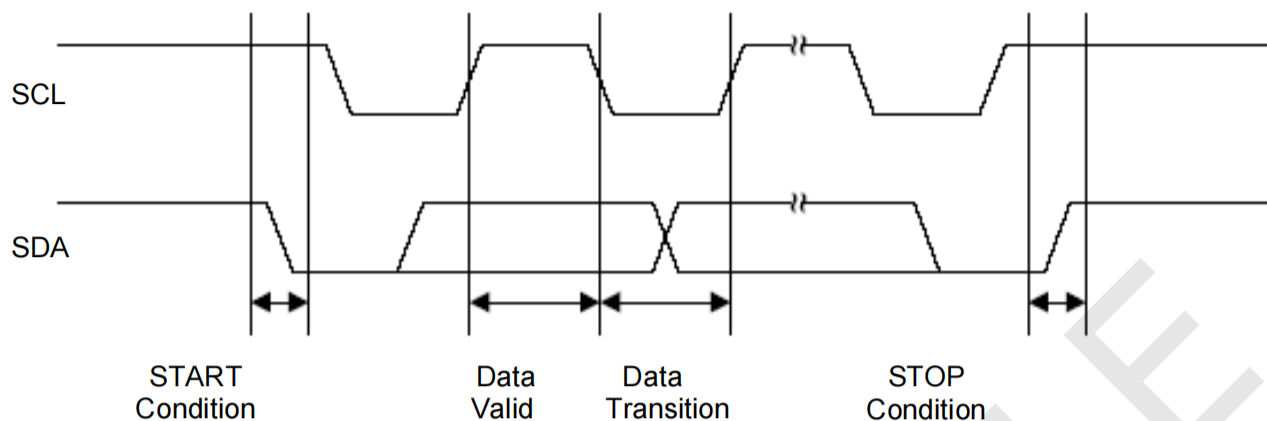 SCL
SDA
START
Condition
Data
Valid
Data
Transition
STOP
Condition